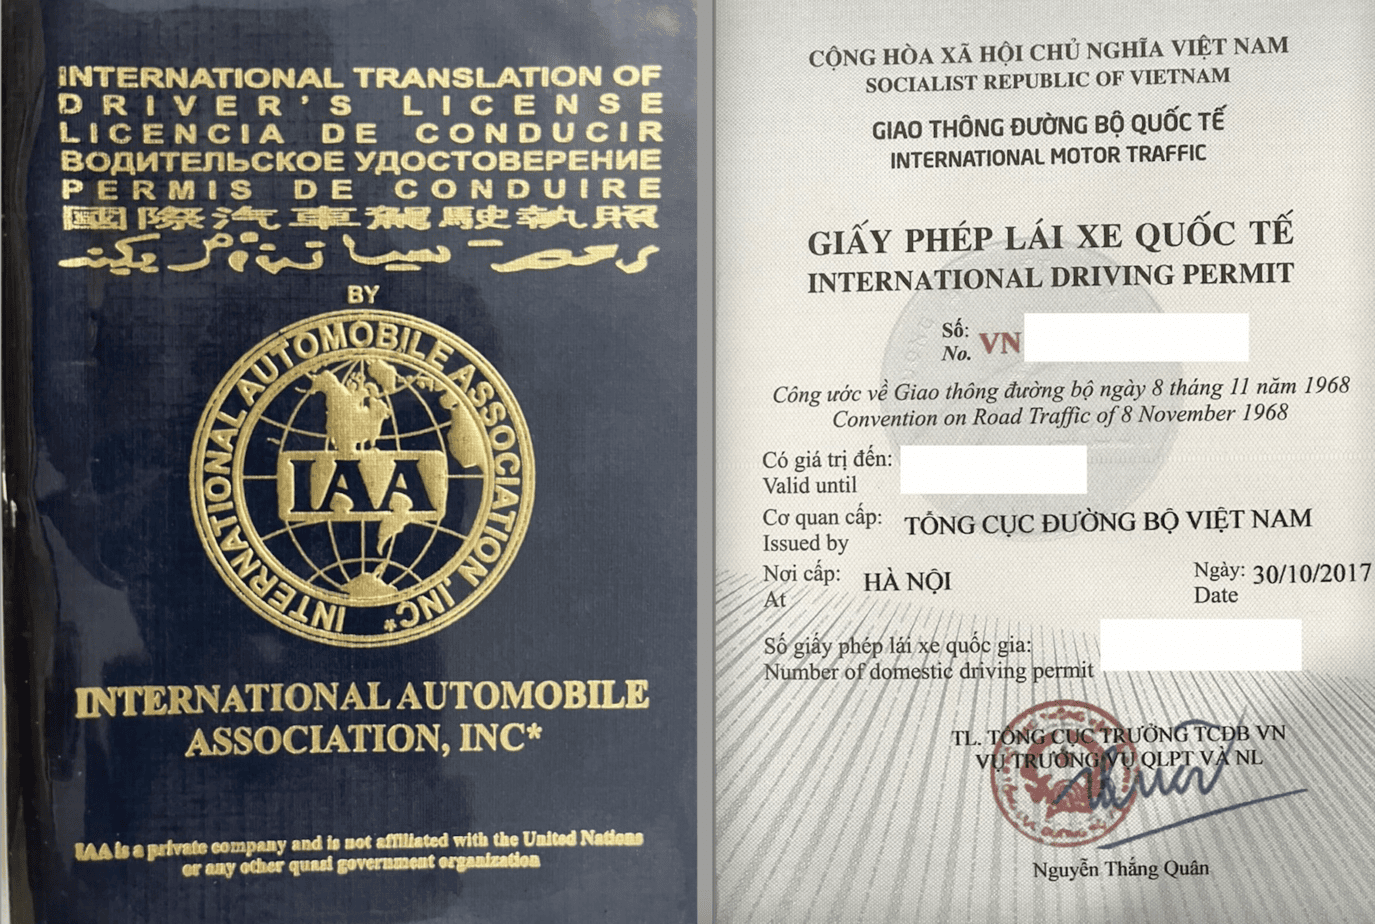 INTERNATIONAL TRANSLATION OF
DRIVER'S LICENSE
LICENCIA DE CONDUCIR
ВОДИТЕЛЬСКОЕ УДОСТОВЕРЕНИЕ
PERMIS DE CONDUIRE
國際汽車駕駛執照
BY
INTERNATIONAL AUTOMOBILE ASSOCIATION, INC*
IAA
INTERNATIONAL AUTOMOBILE
ASSOCIATION, INC*
IAA is a private company and is not affiliated with the United Nations
or any other quasi government organization
CỘNG HÒA XÃ HỘI CHỦ NGHĨA VIỆT NAM
SOCIALIST REPUBLIC OF VIETNAM
GIAO THÔNG ĐƯỜNG BỘ QUỐC TẾ
INTERNATIONAL MOTOR TRAFFIC
GIẤY PHÉP LÁI XE QUỐC TẾ
INTERNATIONAL DRIVING PERMIT
Số:
No. VN
Công ước về Giao thông đường bộ ngày 8 tháng 11 năm 1968
Convention on Road Traffic of 8 November 1968
Có giá trị đến:
Valid until
Cơ quan cấp: TỔNG CỤC ĐƯỜNG BỘ VIỆT NAM
Issued by
Nơi cấp: HÀ NỘI Ngày: 30/10/2017
At Date
Số giấy phép lái xe quốc gia:
Number of domestic driving permit
TL. TỔNG CỤC TRƯỞNG TCĐB VN
VỤ TRƯỞNG VỤ QLPT VÀ NL
Nguyễn Thắng Quân